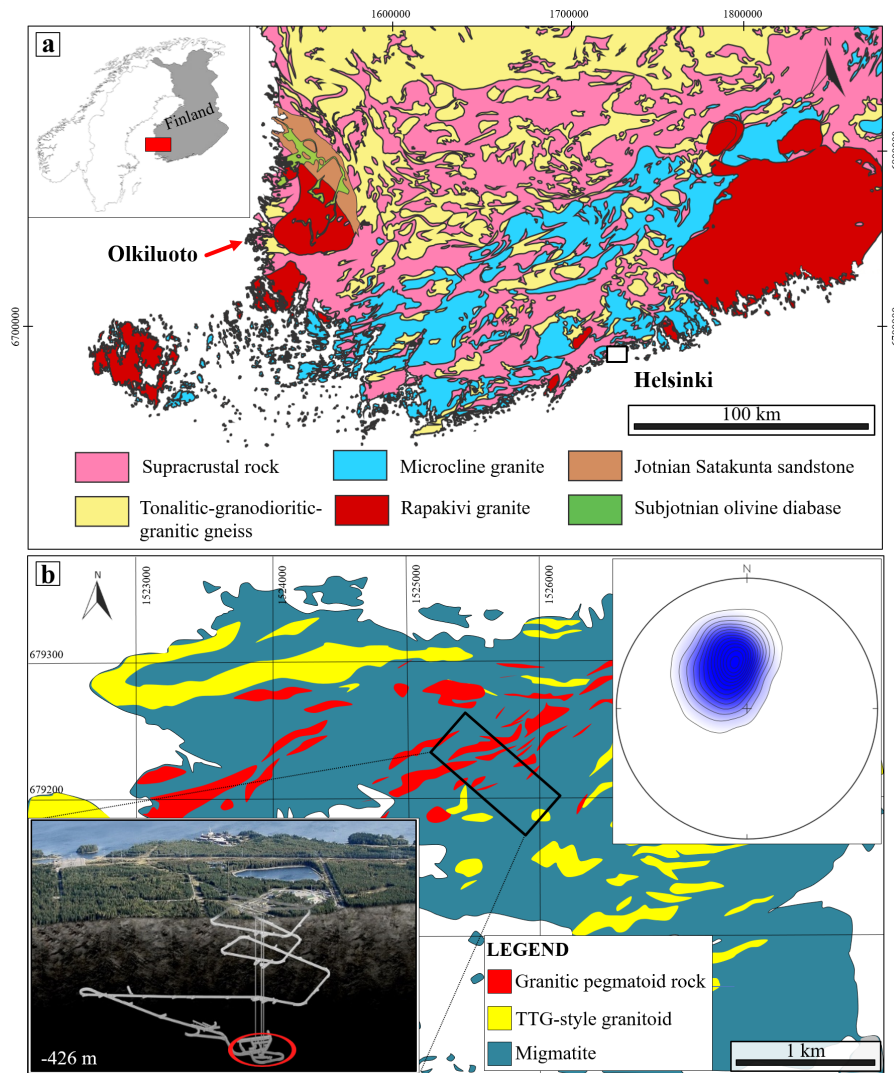 a
1600000
1700000
1800000
N
Finland
Olkiluoto
6700000
Helsinki
100 km
Supracrustal rock
Microcline granite
Jotnian Satakunta sandstone
Tonalitic-granodioritic-
granitic gneiss
Rapakivi granite
Subjotnian olivine diabase
b
N
1523000
1524000
1525000
1526000
N
679300
679200
LEGEND
Granitic pegmatoid rock
TTG-style granitoid
Migmatite
1 km
-426 m